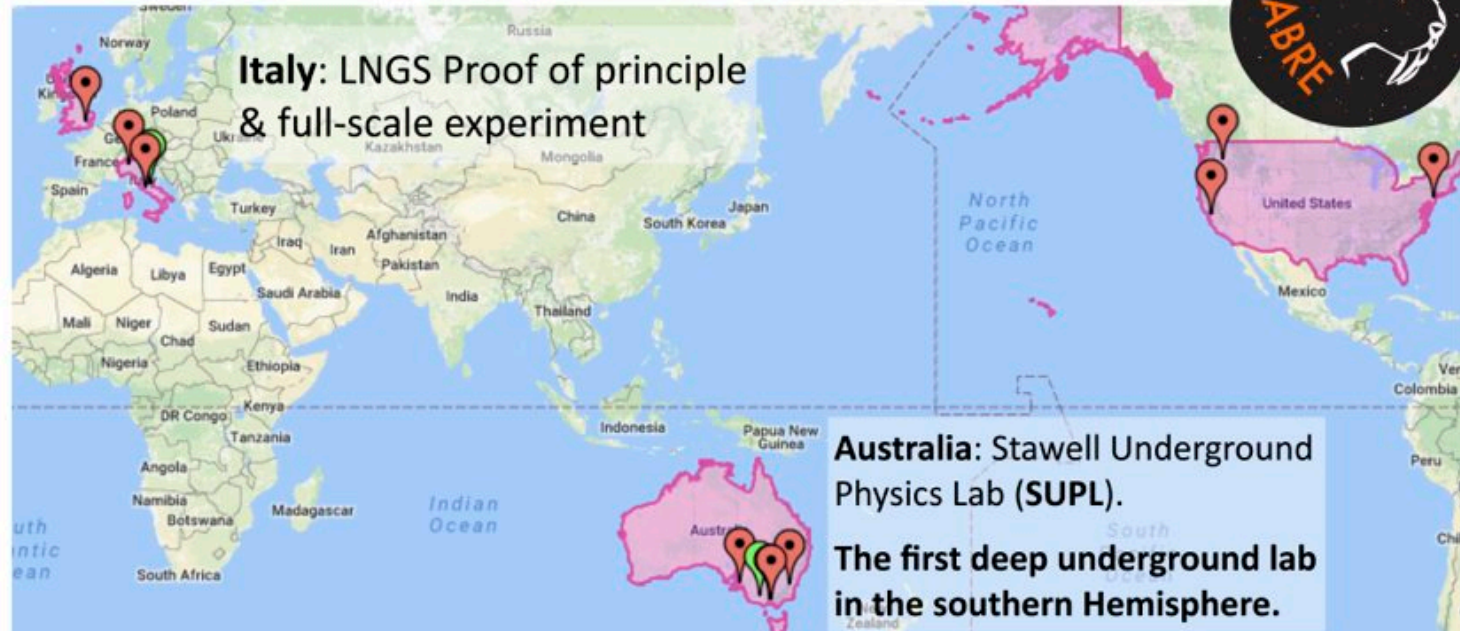 Norway
Russia
Italy: LNGS Proof of principle
& full-scale experiment
Poland
France
Kazakhstan
Mongolia
Spain
Turkey
China
South Korea
Japan
Iraq
Iran
Afghanistan
Pakistan
Algeria
Libya
Egypt
Saudi Arabia
India
Thailand
Mali
Niger
Chad
Sudan
Nigeria
Ethiopia
DR Congo
Kenya
Tanzania
Angola
Namibia
Botswana
Madagascar
South Africa
Indian
Ocean
Indonesia
Papua New
Guinea
North
Pacific
Ocean
United States
Mexico
Colombia
Peru
ABRE
Australia: Stawell Underground
Physics Lab (SUPL).
The first deep underground lab
in the southern Hemisphere.
South
Ocean
Zealand